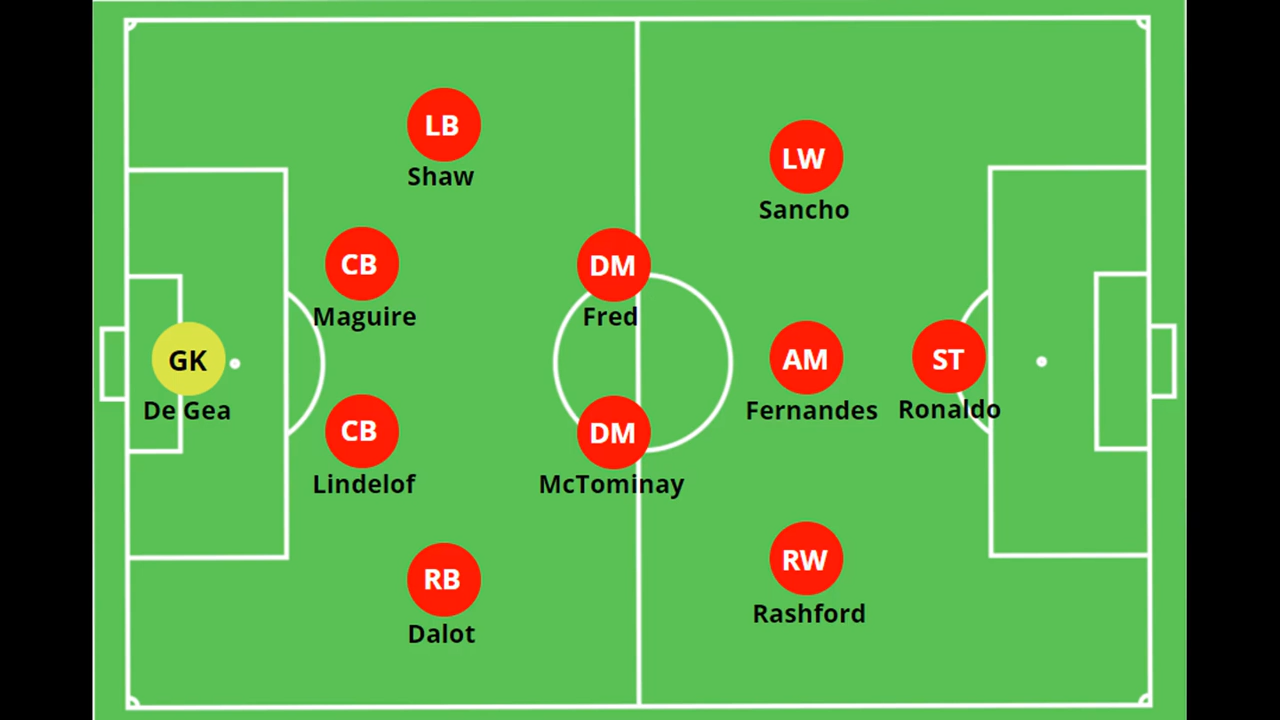 LB
Shaw
LW
Sancho
CB
Maguire
DM
Fred
GK
De Gea
AM
Fernandes
ST
Ronaldo
CB
Lindelof
DM
McTominay
RB
Dalot
RW
Rashford